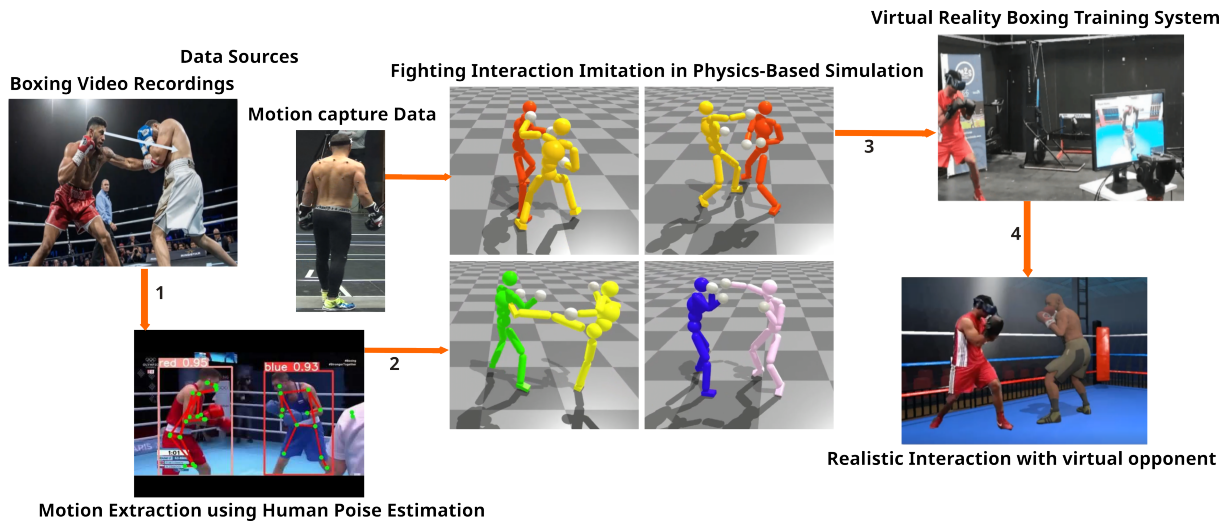 Virtual Reality Boxing Training System
Data Sources
Boxing Video Recordings
Fighting Interaction Imitation in Physics-Based Simulation
Motion capture Data
3
4
1
2
red 0.95
blue 0.93
1:01
Motion Extraction using Human Poise Estimation
Realistic Interaction with virtual opponent